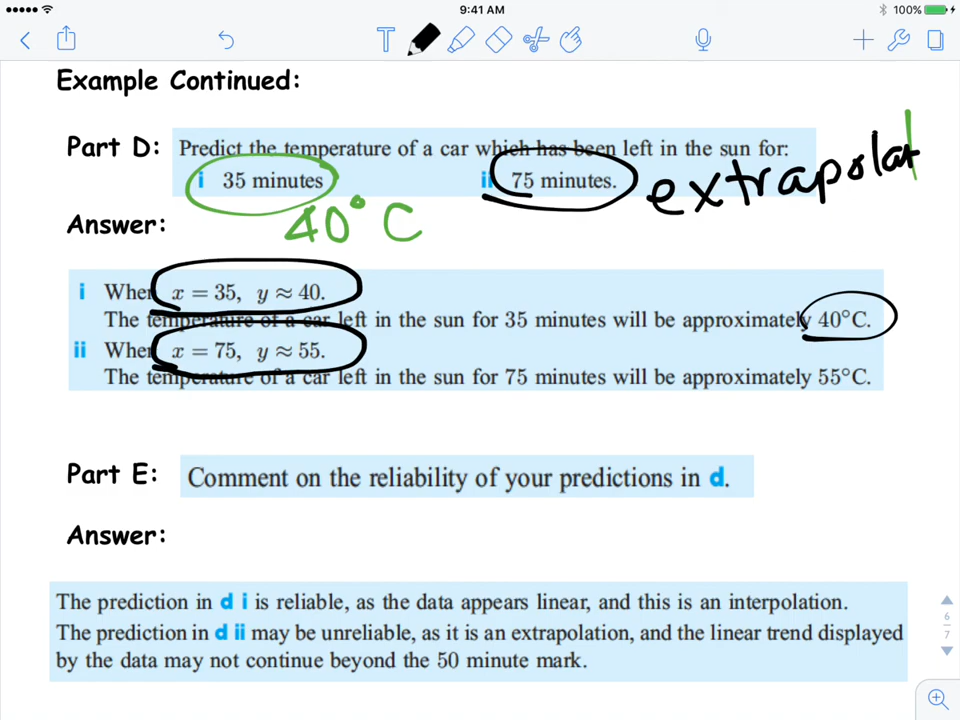 9:41 AM
100%
T
Example Continued:
Part D: Predict the temperature of a car which has been left in the sun for:
i 35 minutes ii 75 minutes. extrapolat
40°C
Answer:
i When x = 35, y ≈ 40.
The temperature of a car left in the sun for 35 minutes will be approximately 40°C.
ii When x = 75, y ≈ 55.
The temperature of a car left in the sun for 75 minutes will be approximately 55°C.
Part E: Comment on the reliability of your predictions in d.
Answer:
The prediction in d i is reliable, as the data appears linear, and this is an interpolation.
The prediction in d ii may be unreliable, as it is an extrapolation, and the linear trend displayed
by the data may not continue beyond the 50 minute mark.
6
7